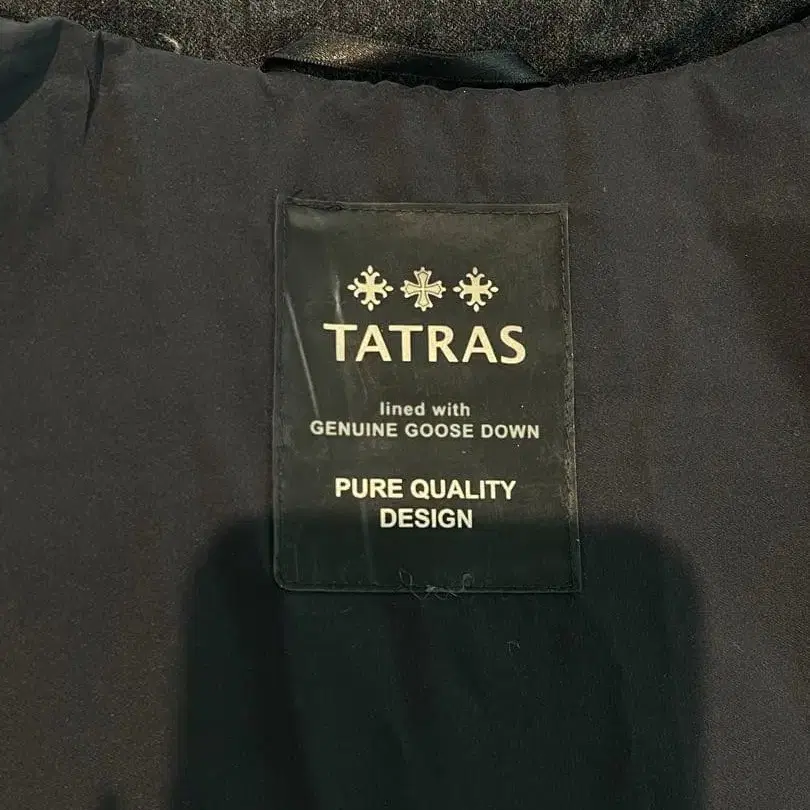 TATRAS
lined with
GENUINE GOOSE DOWN
PURE QUALITY
DESIGN